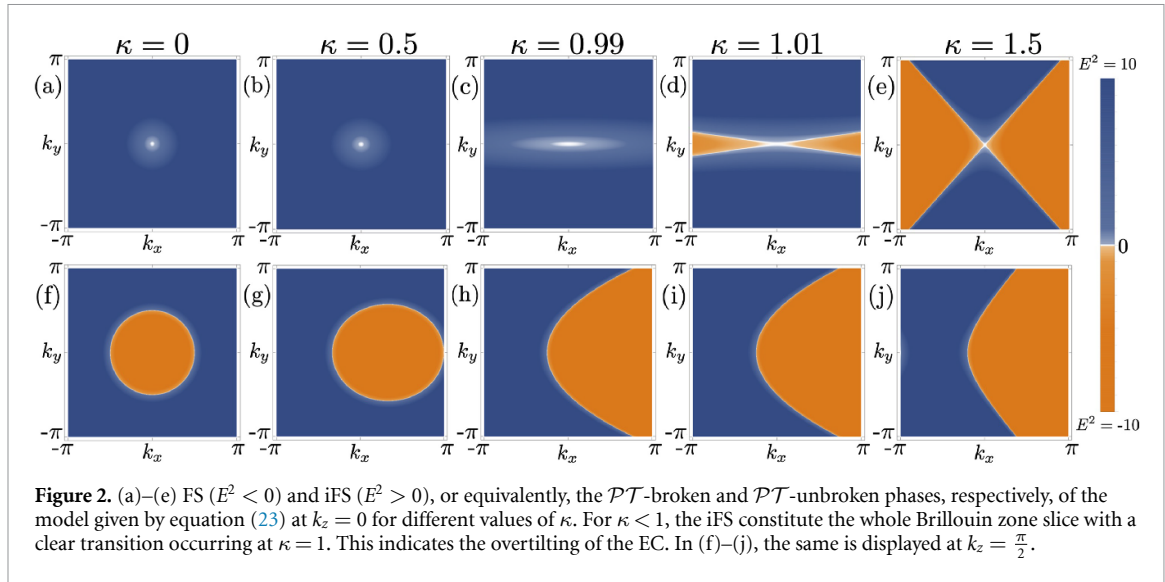 κ = 0 κ = 0.5 κ = 0.99 κ = 1.01 κ = 1.5
π π π π π E² = 10
(a) (b) (c) (d) (e)
k_y k_y k_y k_y k_y 0
-π -π -π -π -π
-π k_x π -π k_x π -π k_x π -π k_x π -π k_x π
π π π π π
(f) (g) (h) (i) (j)
k_y k_y k_y k_y k_y
-π -π -π -π -π E² = -10
-π k_x π -π k_x π -π k_x π -π k_x π -π k_x π
Figure 2. (a)–(e) FS (E² < 0) and iFS (E² > 0), or equivalently, the 𝒫𝒯-broken and 𝒫𝒯-unbroken phases, respectively, of the
model given by equation (23) at k_z = 0 for different values of κ. For κ < 1, the iFS constitute the whole Brillouin zone slice with a
clear transition occurring at κ = 1. This indicates the overtilting of the EC. In (f)–(j), the same is displayed at k_z = π/2.